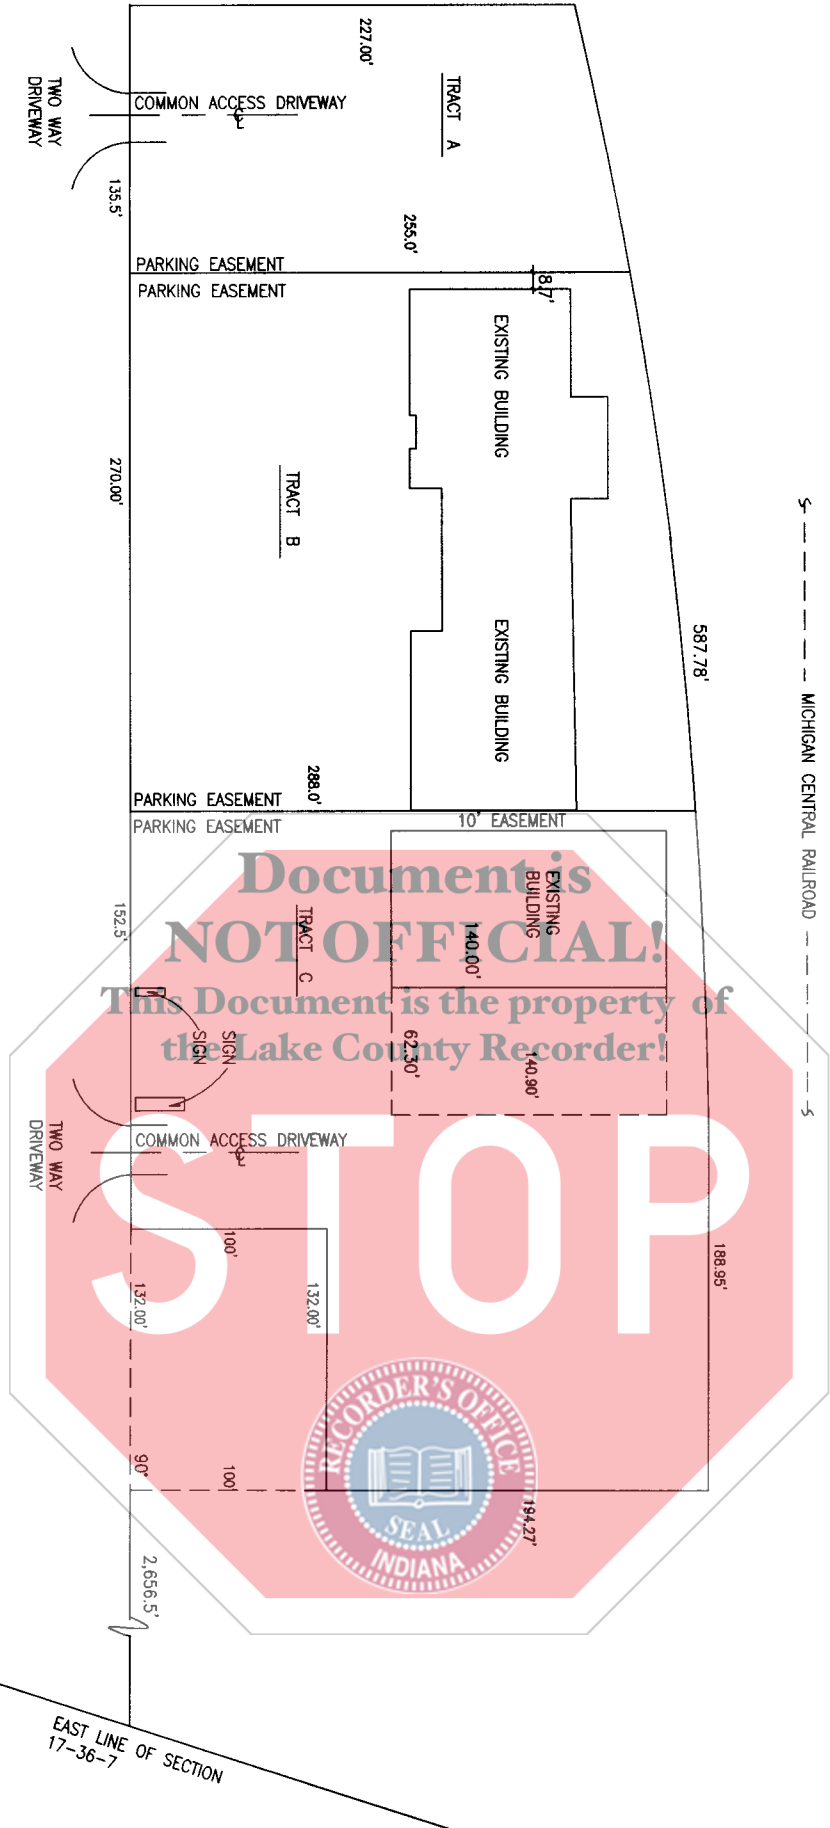 227.00'
TRACT A
COMMON ACCESS DRIVEWAY
℄
TWO WAY
DRIVEWAY
135.5'
255.0'
PARKING EASEMENT
PARKING EASEMENT
8.7'
EXISTING BUILDING
270.00'
TRACT B
EXISTING BUILDING
587.78'
S MICHIGAN CENTRAL RAILROAD S
288.0'
PARKING EASEMENT
PARKING EASEMENT
10' EASEMENT
EXISTING
BUILDING
140.00'
152.5'
TRACT C
Document is
NOT OFFICIAL!
This Document is the property of
the Lake County Recorder!
SIGN
SIGN
62.30'
140.90'
STOP
COMMON ACCESS DRIVEWAY
℄
TWO WAY
DRIVEWAY
100'
132.00'
132.00'
188.95'
RECORDER'S OFFICE
SEAL
INDIANA
90°
100'
194.27'
2,656.5'
EAST LINE OF SECTION
17-36-7